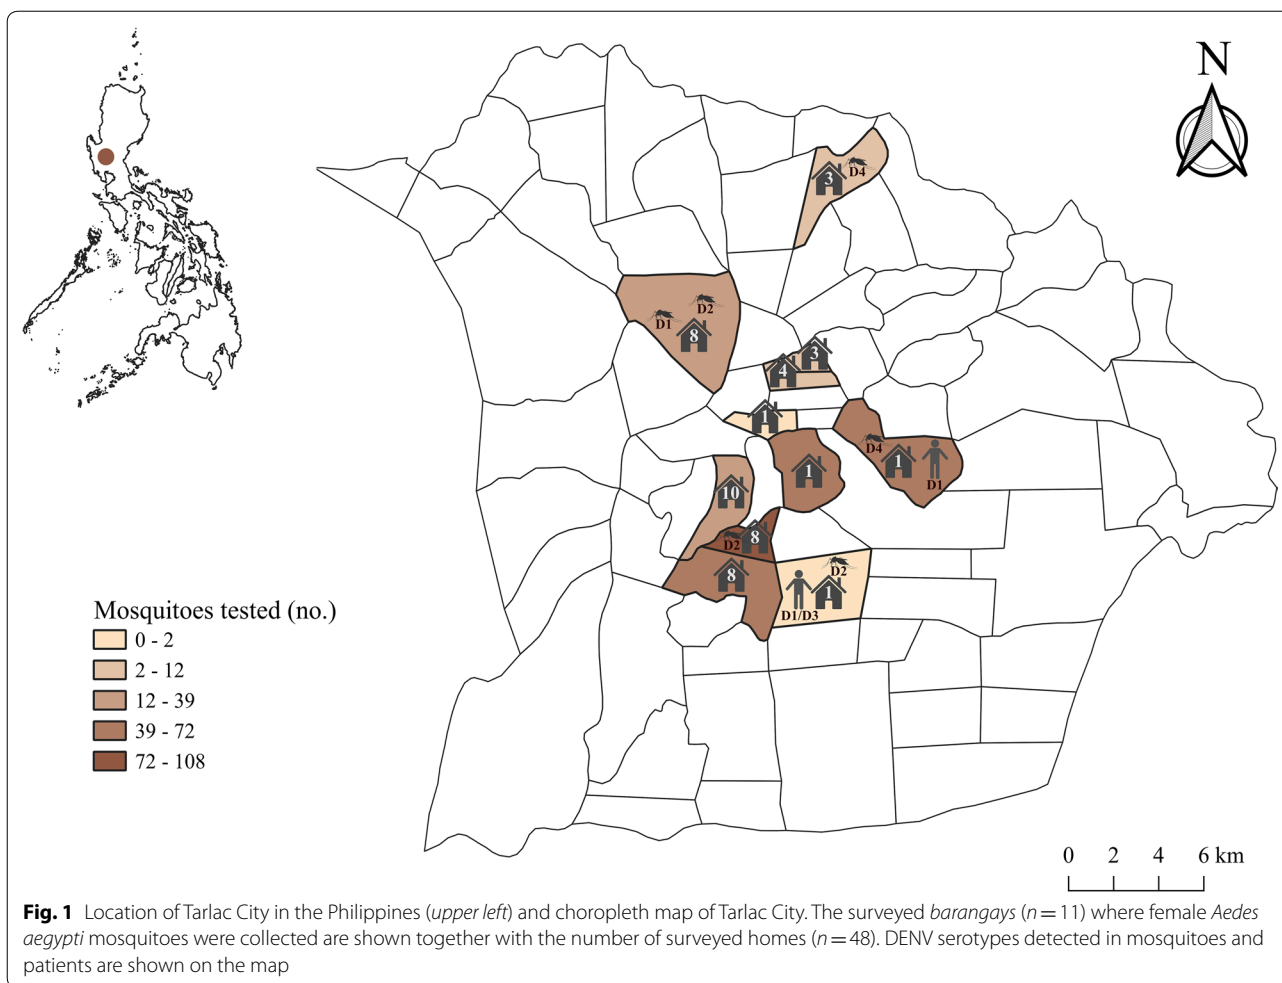 N
3
D4
D2
D1
8
3
4
1
D4
1
D1
1
10
D2
8
8
D2
1
D1/D3
Mosquitoes tested (no.)
0 - 2
2 - 12
12 - 39
39 - 72
72 - 108
0 2 4 6 km
Fig. 1 Location of Tarlac City in the Philippines (upper left) and choropleth map of Tarlac City. The surveyed barangays (n = 11) where female Aedes
aegypti mosquitoes were collected are shown together with the number of surveyed homes (n = 48). DENV serotypes detected in mosquitoes and
patients are shown on the map